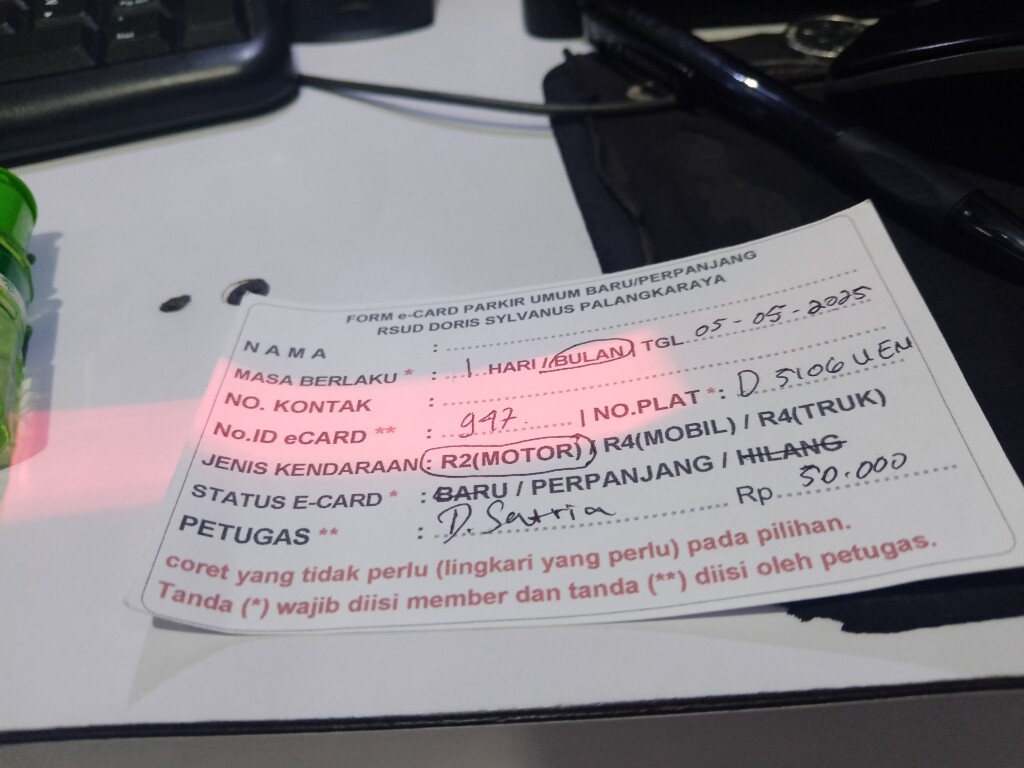 FORM e-CARD PARKIR UMUM BARU/PERPANJANG
RSUD DORIS SYLVANUS PALANGKARAYA
NAMA :
MASA BERLAKU * : 1 HARI / BULAN / TGL 05-05-2025
NO. KONTAK :
No.ID eCARD ** : 947 | NO.PLAT * : D 5106 UEN
JENIS KENDARAAN : R2(MOTOR) / R4(MOBIL) / R4(TRUK)
STATUS E-CARD * : BARU / PERPANJANG / HILANG
PETUGAS ** : D. Satria Rp 50.000
coret yang tidak perlu (lingkari yang perlu) pada pilihan.
Tanda (*) wajib diisi member dan tanda (**) diisi oleh petugas.